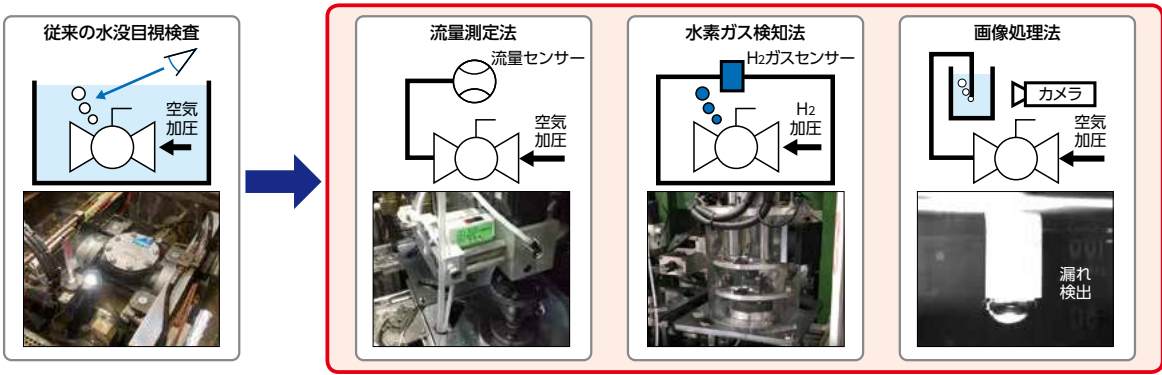 従来の水没目視検査
空気
加圧
流量測定法
流量センサー
空気
加圧
水素ガス検知法
H2ガスセンサー
H2
加圧
画像処理法
カメラ
空気
加圧
漏れ
検出